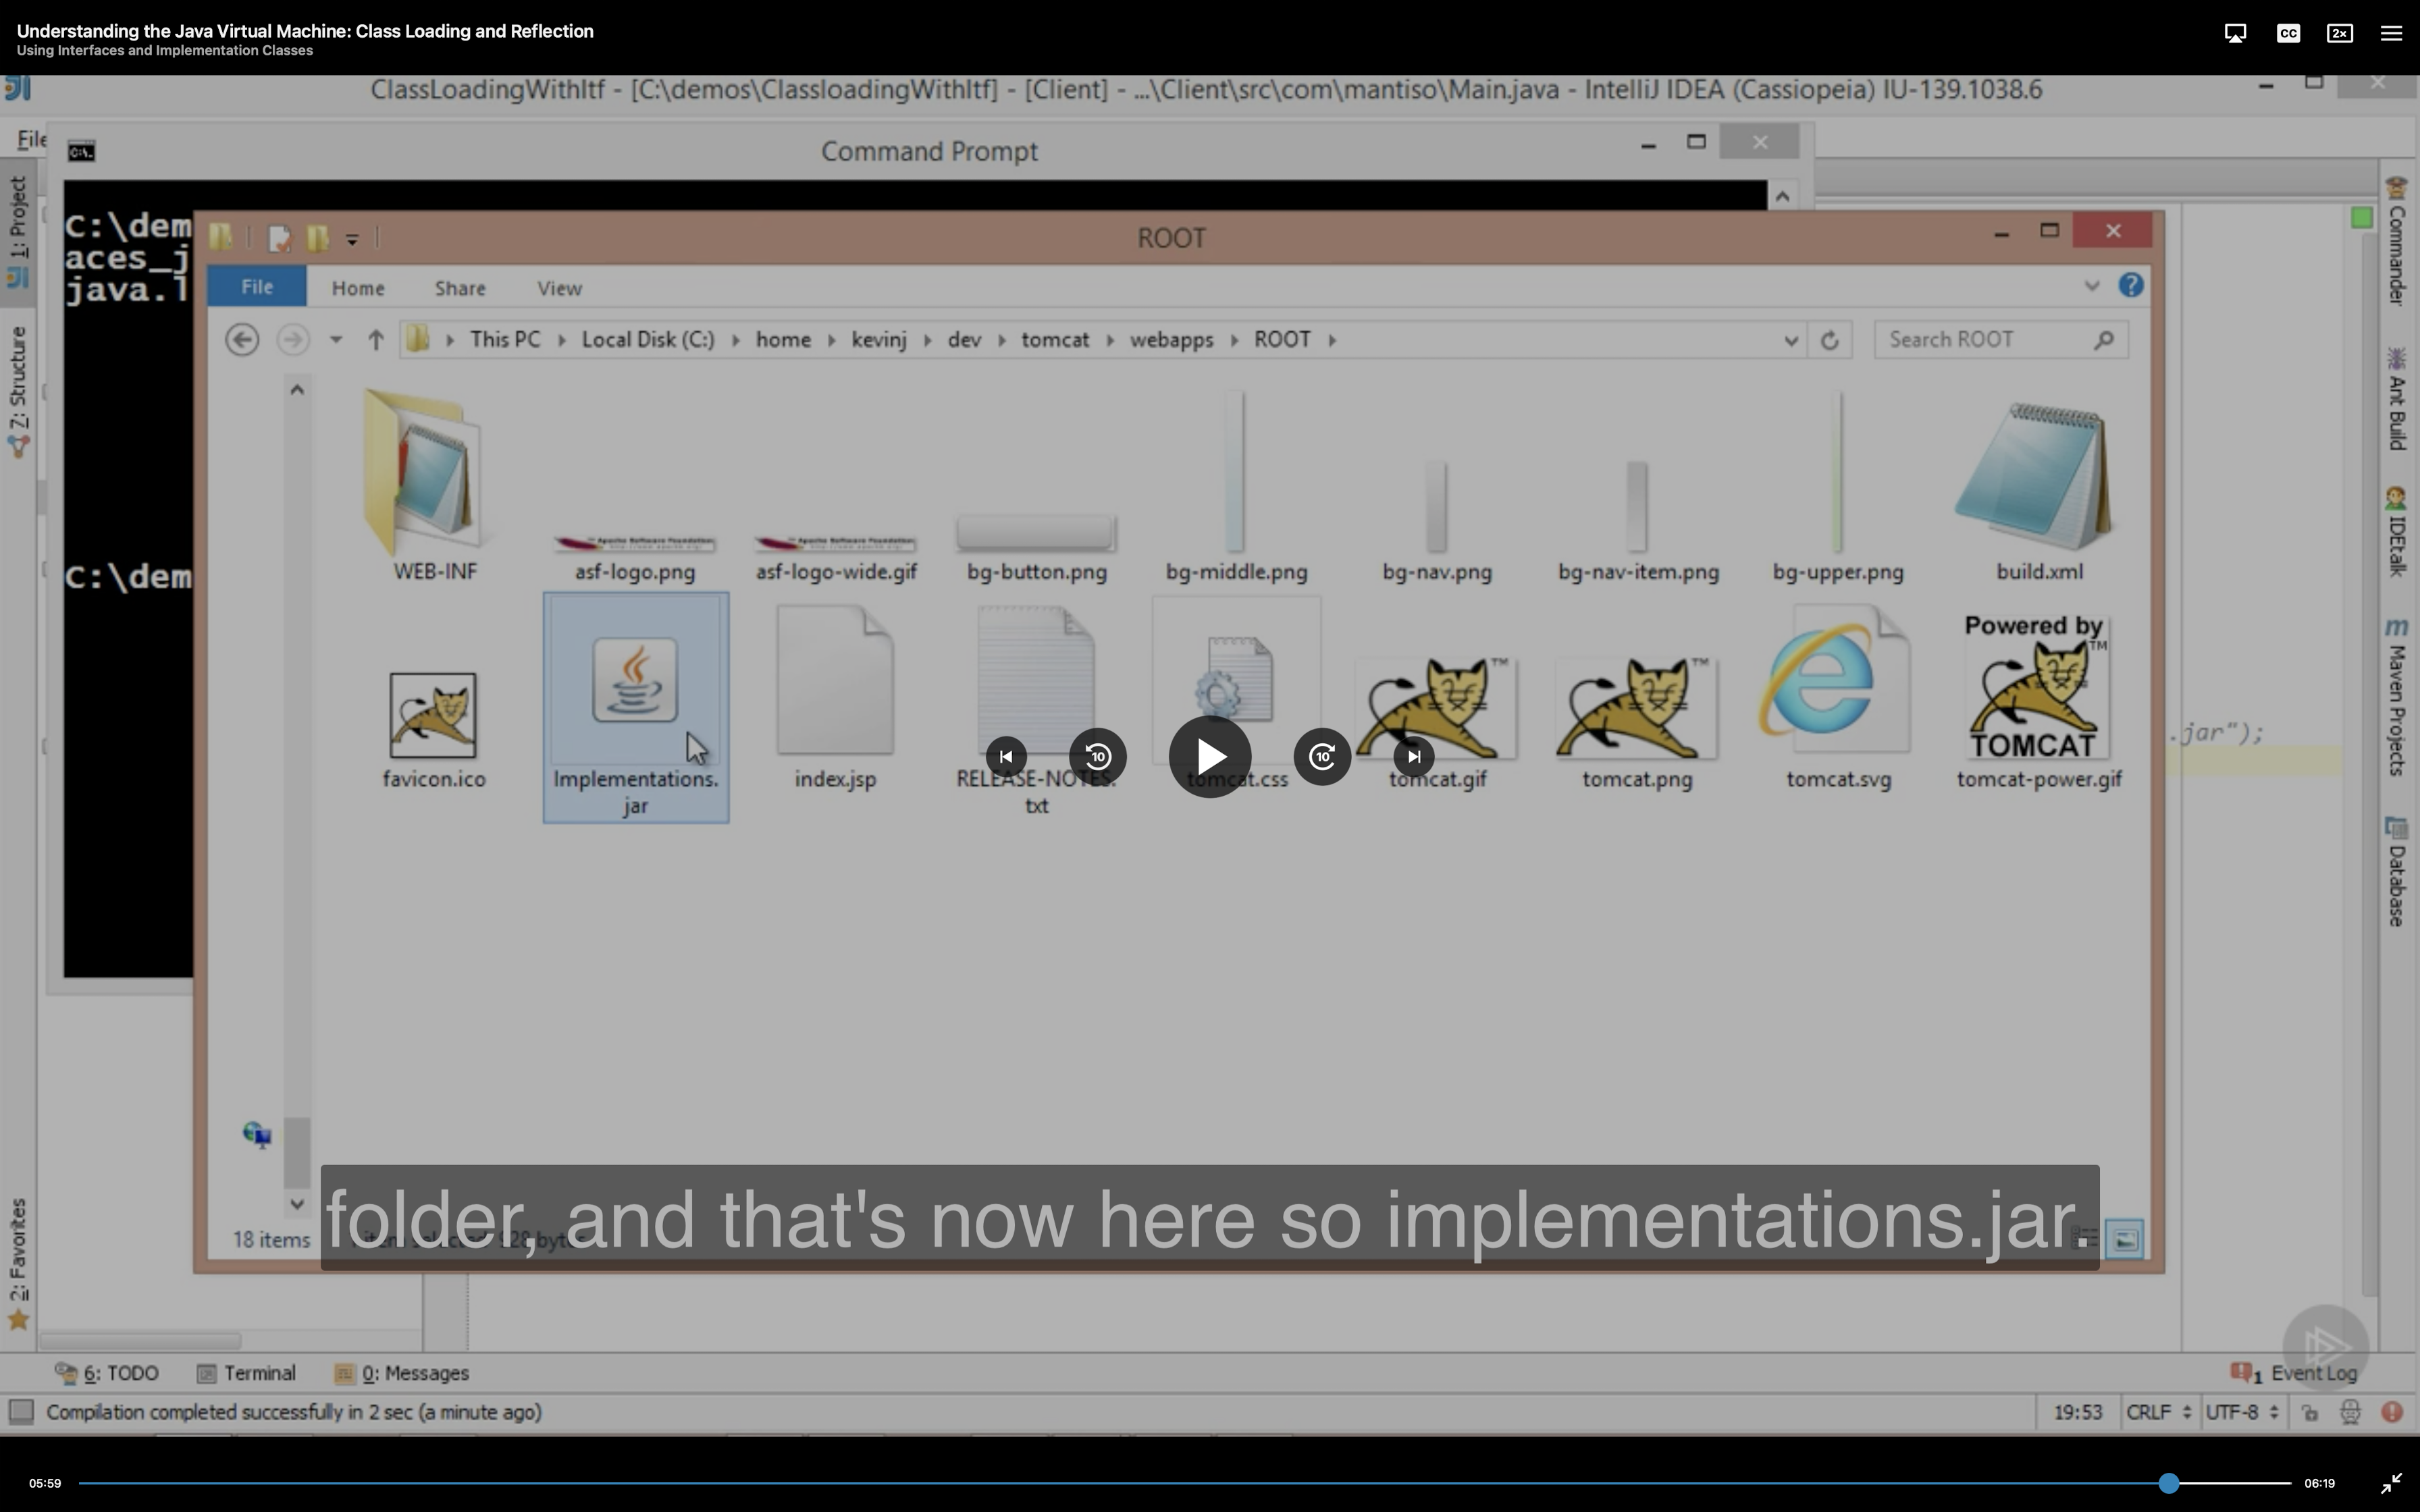 Understanding the Java Virtual Machine: Class Loading and Reflection
Using Interfaces and Implementation Classes
CC
2x
ClassLoadingWithItf - [C:\demos\ClassloadingWithItf] - [Client] - ...\Client\src\com\mantiso\Main.java - IntelliJ IDEA (Cassiopeia) IU-139.1038.6
File
Command Prompt
C:\dem
aces_j
java.l
C:\dem
ROOT
File Home Share View
This PC Local Disk (C:) home kevinj dev tomcat webapps ROOT
Search ROOT
WEB-INF asf-logo.png asf-logo-wide.gif bg-button.png bg-middle.png bg-nav.png bg-nav-item.png bg-upper.png build.xml
Powered by
TOMCAT
TM
TM
TM
favicon.ico Implementations. index.jsp RELEASE-NOTES. tomcat.css tomcat.gif tomcat.png tomcat.svg tomcat-power.gif
jar txt
10
10
.jar");
1: Project
7: Structure
2: Favorites
Commander
Ant Build
IDEtalk
Maven Projects
Database
folder, and that's now here so implementations.jar.
18 items
6: TODO Terminal 0: Messages
1 Event Log
Compilation completed successfully in 2 sec (a minute ago)
19:53 CRLF UTF-8
05:59
06:19